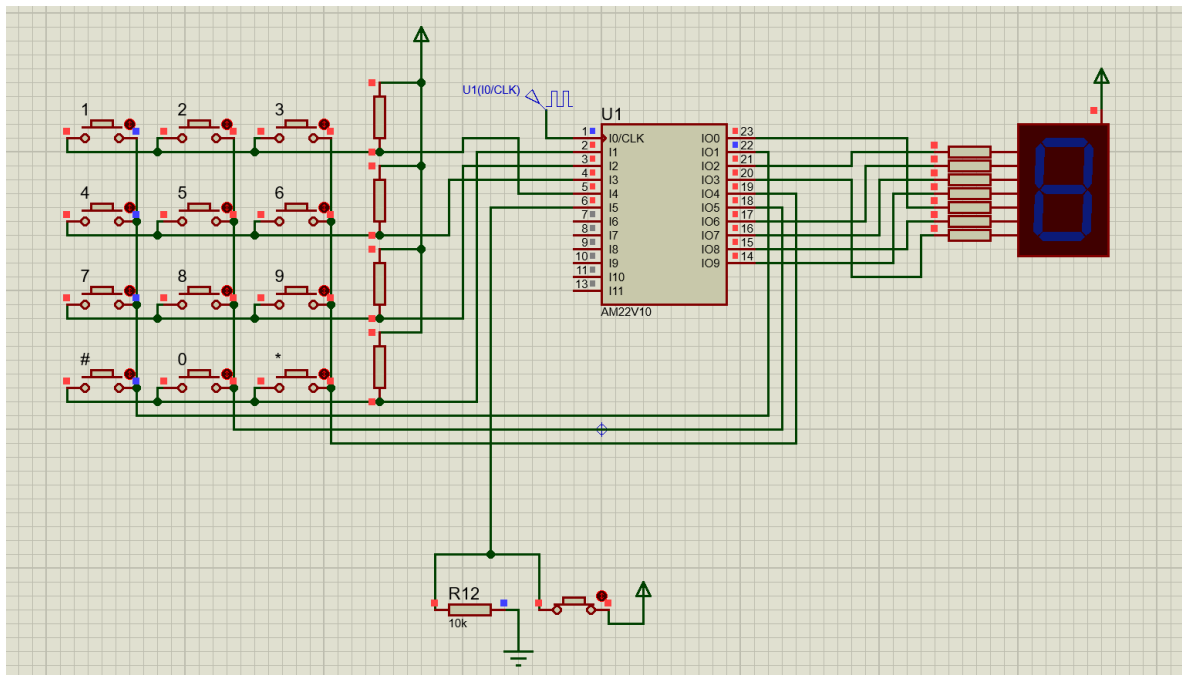 U1(I0/CLK)
1 2 3
4 5 6
7 8 9
# 0 *
U1
1 I0/CLK IO0 23
2 I1 IO1 22
3 I2 IO2 21
4 I3 IO3 20
5 I4 IO4 19
6 I5 IO5 18
7 I6 IO6 17
8 I7 IO7 16
9 I8 IO8 15
10 I9 IO9 14
11 I10
13 I11
AM22V10
8
R12
10k